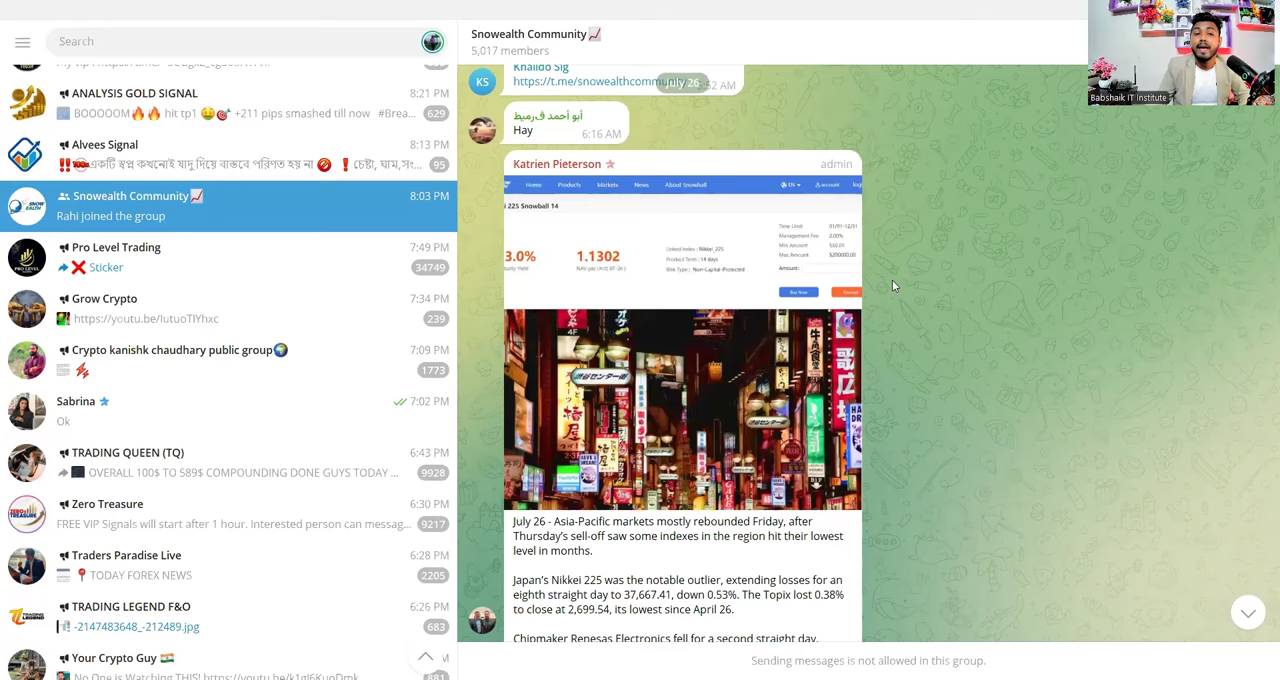 Search
ANALYSIS GOLD SIGNAL 8:21 PM
BOOOOOM🔥🔥 hit tp1 🤑🎯 +211 pips smashed till now #Brea... 629
Alvees Signal 8:13 PM
‼️🔞একটি স্বপ্ন কখনোই যাদু দিয়ে বাস্তবে পরিণত হয় না 🚫 ❗ চেষ্টা, ঘাম,সং... 95
Snowealth Community📈 8:03 PM
Rahi joined the group
Pro Level Trading 7:49 PM
❌ Sticker 34749
Grow Crypto 7:34 PM
https://youtu.be/IutuoTIYhxc 239
Crypto kanishk chaudhary public group🌍 7:09 PM
1773
Sabrina 7:02 PM
Ok
TRADING QUEEN (TQ) 6:43 PM
OVERALL 100$ TO 589$ COMPOUNDING DONE GUYS TODAY ... 9928
Zero Treasure 6:30 PM
FREE VIP Signals will start after 1 hour. Interested person can messag... 9217
Traders Paradise Live 6:28 PM
📍TODAY FOREX NEWS 2205
TRADING LEGEND F&O 6:26 PM
-2147483648_-212489.jpg 683
Your Crypto Guy 🇮🇳
No One is Watching THIS! https://youtu.be/k1gl6KuoDmk 681
Snowealth Community📈
5,017 members
Khalido Sig
https://t.me/snowealthcommunity
July 26
KS
أبو أحمد قرميط
Hay 6:16 AM
Katrien Pieterson admin
Home Products Markets News About Snowball EN account
i 225 Snowball 14
3.0% 1.1302
Linked Index : Nikkei 225
Product Term : 14 days
Risk Type : Non-Capital-Protected
Time Limit 01/01-12/31
Management Fee 2.00%
Min Amount
Max Amount $200000.00
Amount:
Buy Now
July 26 - Asia-Pacific markets mostly rebounded Friday, after
Thursday's sell-off saw some indexes in the region hit their lowest
level in months.
Japan's Nikkei 225 was the notable outlier, extending losses for an
eighth straight day to 37,667.41, down 0.53%. The Topix lost 0.38%
to close at 2,699.54, its lowest since April 26.
Chipmaker Renesas Electronics fell for a second straight day,
Sending messages is not allowed in this group.
Babshaik IT Institute